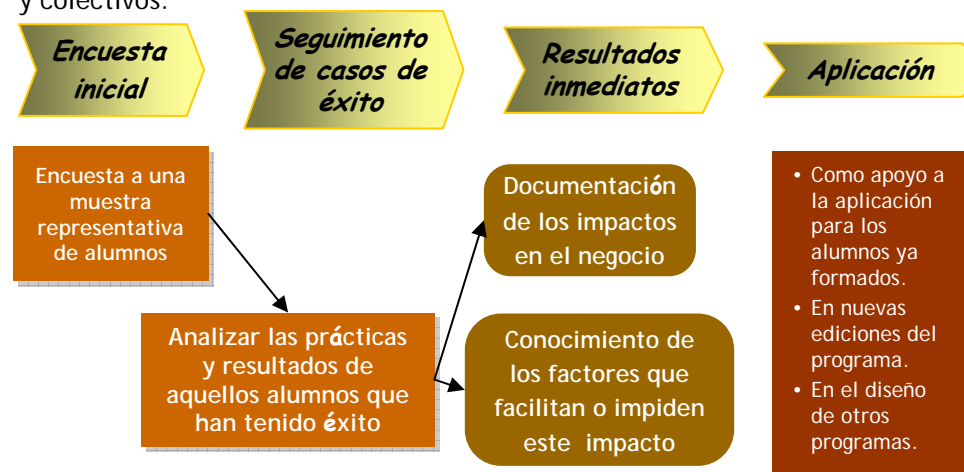 y colectivos.
Encuesta
inicial
Seguimiento
de casos de
éxito
Resultados
inmediatos
Aplicación
Encuesta a una
muestra
representativa
de alumnos
Analizar las prácticas
y resultados de
aquellos alumnos que
han tenido éxito
Documentación
de los impactos
en el negocio
Conocimiento de
los factores que
facilitan o impiden
este impacto
• Como apoyo a
la aplicación
para los
alumnos ya
formados.
• En nuevas
ediciones del
programa.
• En el diseño
de otros
programas.